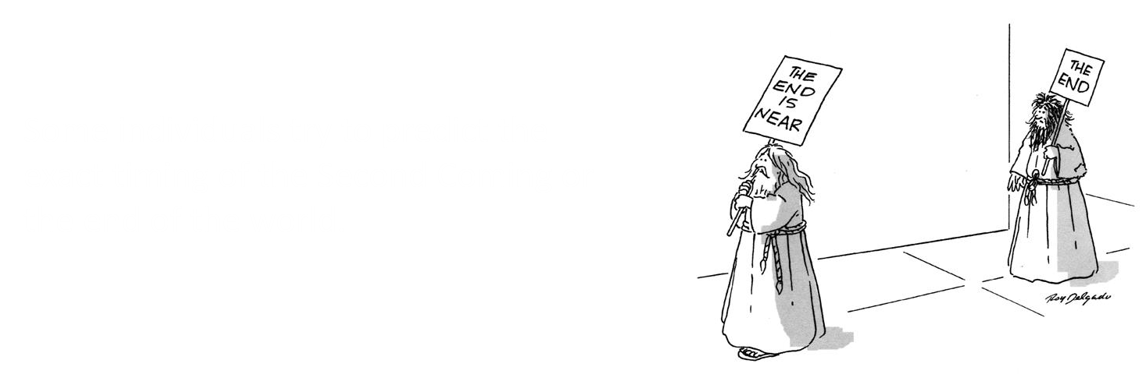 THE
END
IS
NEAR
THE
END
Roy Delgado